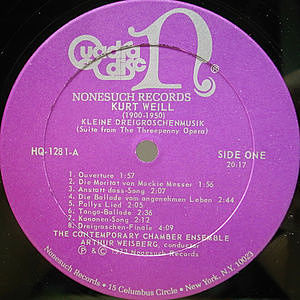 Quadradisc n
NONESUCH RECORDS
KURT WEILL
(1900-1950)
KLEINE DREIGROSCHENMUSIK
(Suite from The Threepenny Opera)
HQ-1281-A
SIDE ONE
20:17
1. Ouverture 1:57
2. Die Moritat von Mackie Messer 1:56
3. Anstatt-dass-Song 2:07
4. Die Ballade vom angenehmen Leben 2:44
5. Pollys Lied 2:05
6. Tango-Ballade 2:36
7. Kanonen-Song 2:12
8. Dreigroschen-Finale 4:09
THE CONTEMPORARY CHAMBER ENSEMBLE
ARTHUR WEISBERG, conductor
℗ © 1973 Nonesuch Records
Nonesuch Records • 15 Columbus Circle • New York, N.Y. 10023